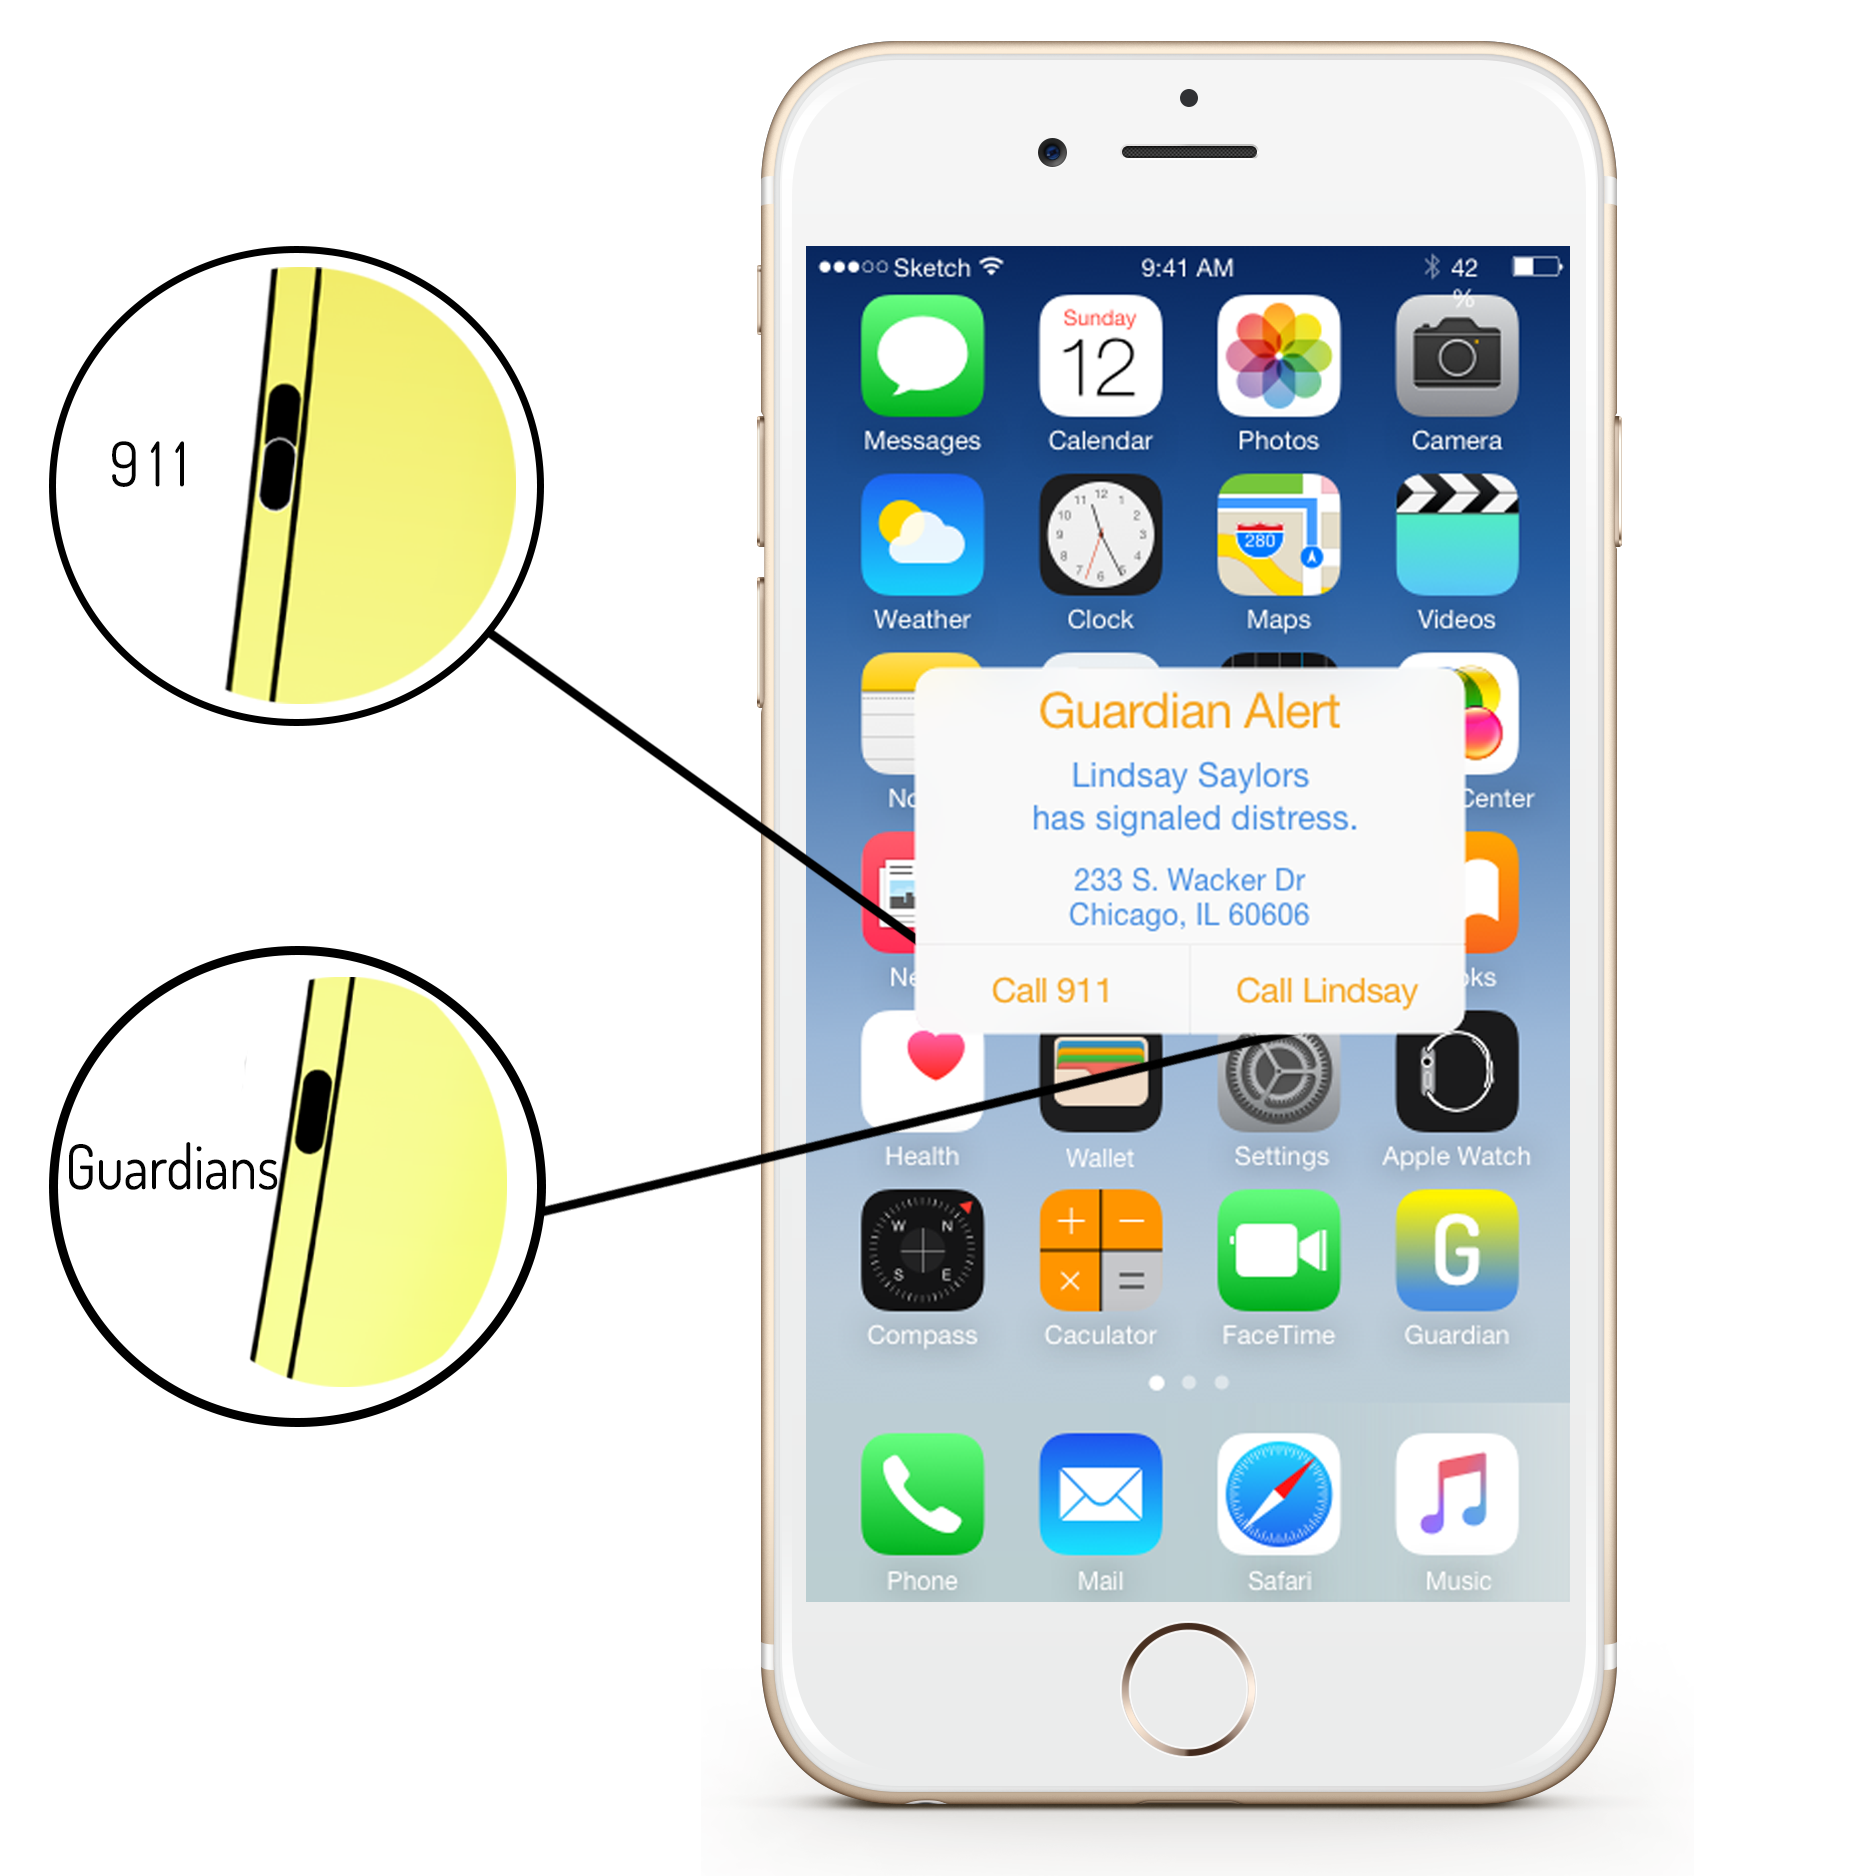 Sketch 9:41 AM 42
%
Sunday
12
Messages Calendar Photos Camera
280
Weather Clock Maps Videos
Guardian Alert
Lindsay Saylors
has signaled distress.
No Center
233 S. Wacker Dr
Chicago, IL 60606
Ne oks
Call 911 Call Lindsay
Health Wallet Settings Apple Watch
W N
S E
G
Compass Caculator FaceTime Guardian
Phone Mail Safari Music
911
Guardians